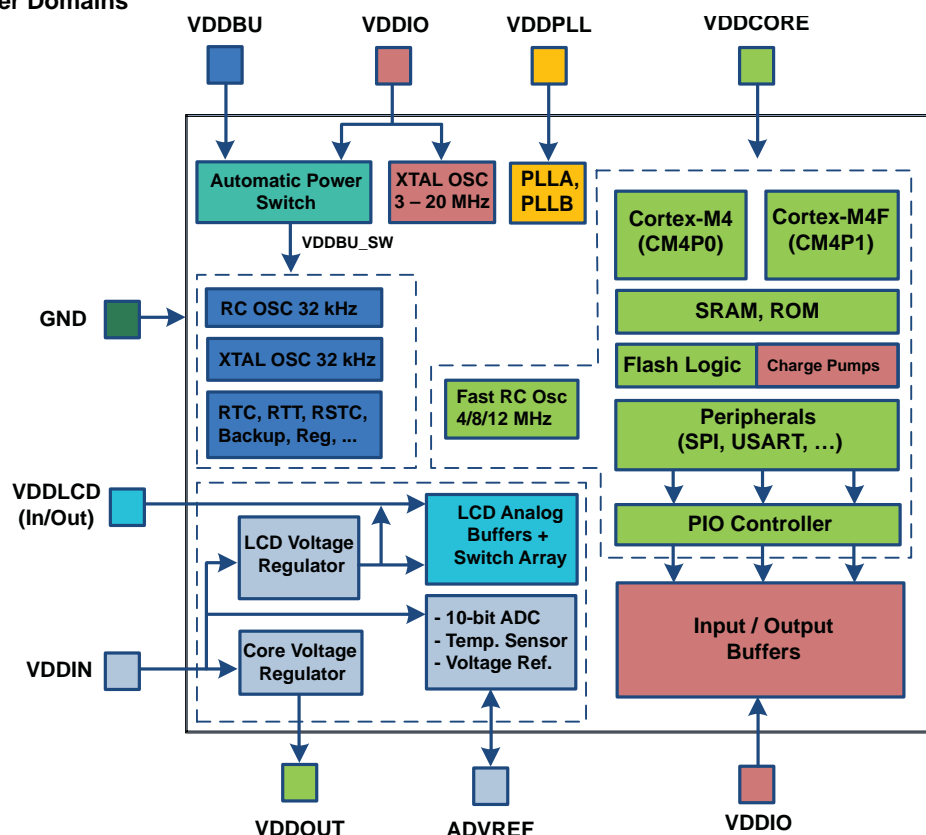 er Domains
VDDBU
VDDIO
VDDPLL
VDDCORE
Automatic Power
Switch
XTAL OSC
3 – 20 MHz
PLLA,
PLLB
Cortex-M4
(CM4P0)
Cortex-M4F
(CM4P1)
VDDBU_SW
GND
RC OSC 32 kHz
XTAL OSC 32 kHz
RTC, RTT, RSTC,
Backup, Reg, ...
SRAM, ROM
Flash Logic
Charge Pumps
Fast RC Osc
4/8/12 MHz
Peripherals
(SPI, USART, …)
VDDLCD
(In/Out)
LCD Voltage
Regulator
LCD Analog
Buffers +
Switch Array
PIO Controller
- 10-bit ADC
- Temp. Sensor
- Voltage Ref.
Input / Output
Buffers
VDDIN
Core Voltage
Regulator
VDDOUT
ADVREF
VDDIO